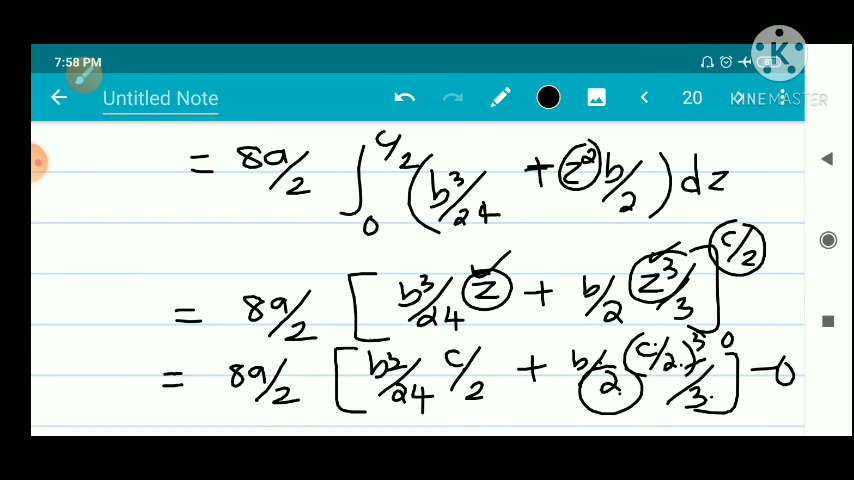 7:58 PM
K
Untitled Note
20
KINEMASTER
= 8a/2 ∫₀^(c/2) (b³/24 + z² b/2) dz
= 8a/2 [b³/24 z + b/2 z³/3]₀^(c/2)
= 8a/2 [b³/24 c/2 + b/2 (c/2)³/3] - 0